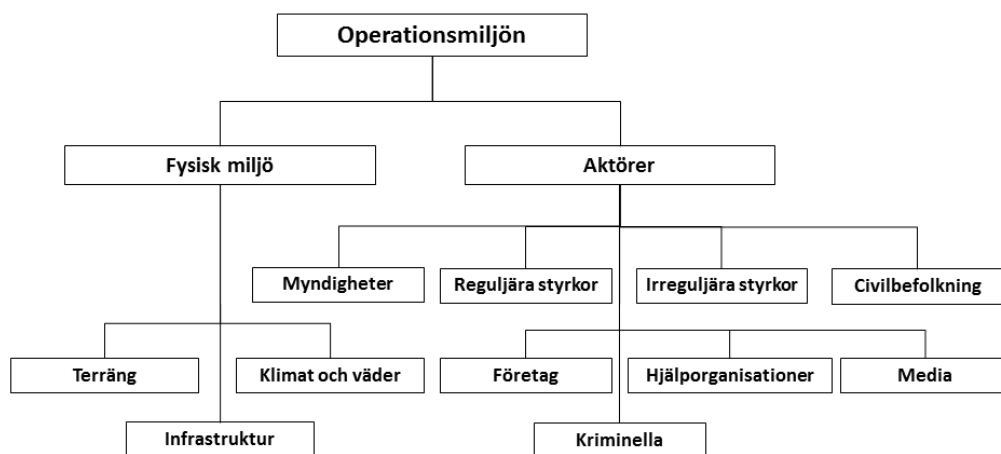 Operationsmiljön
Fysisk miljö
Aktörer
Myndigheter
Reguljära styrkor
Irreguljära styrkor
Civilbefolkning
Terräng
Klimat och väder
Företag
Hjälporganisationer
Media
Infrastruktur
Kriminella